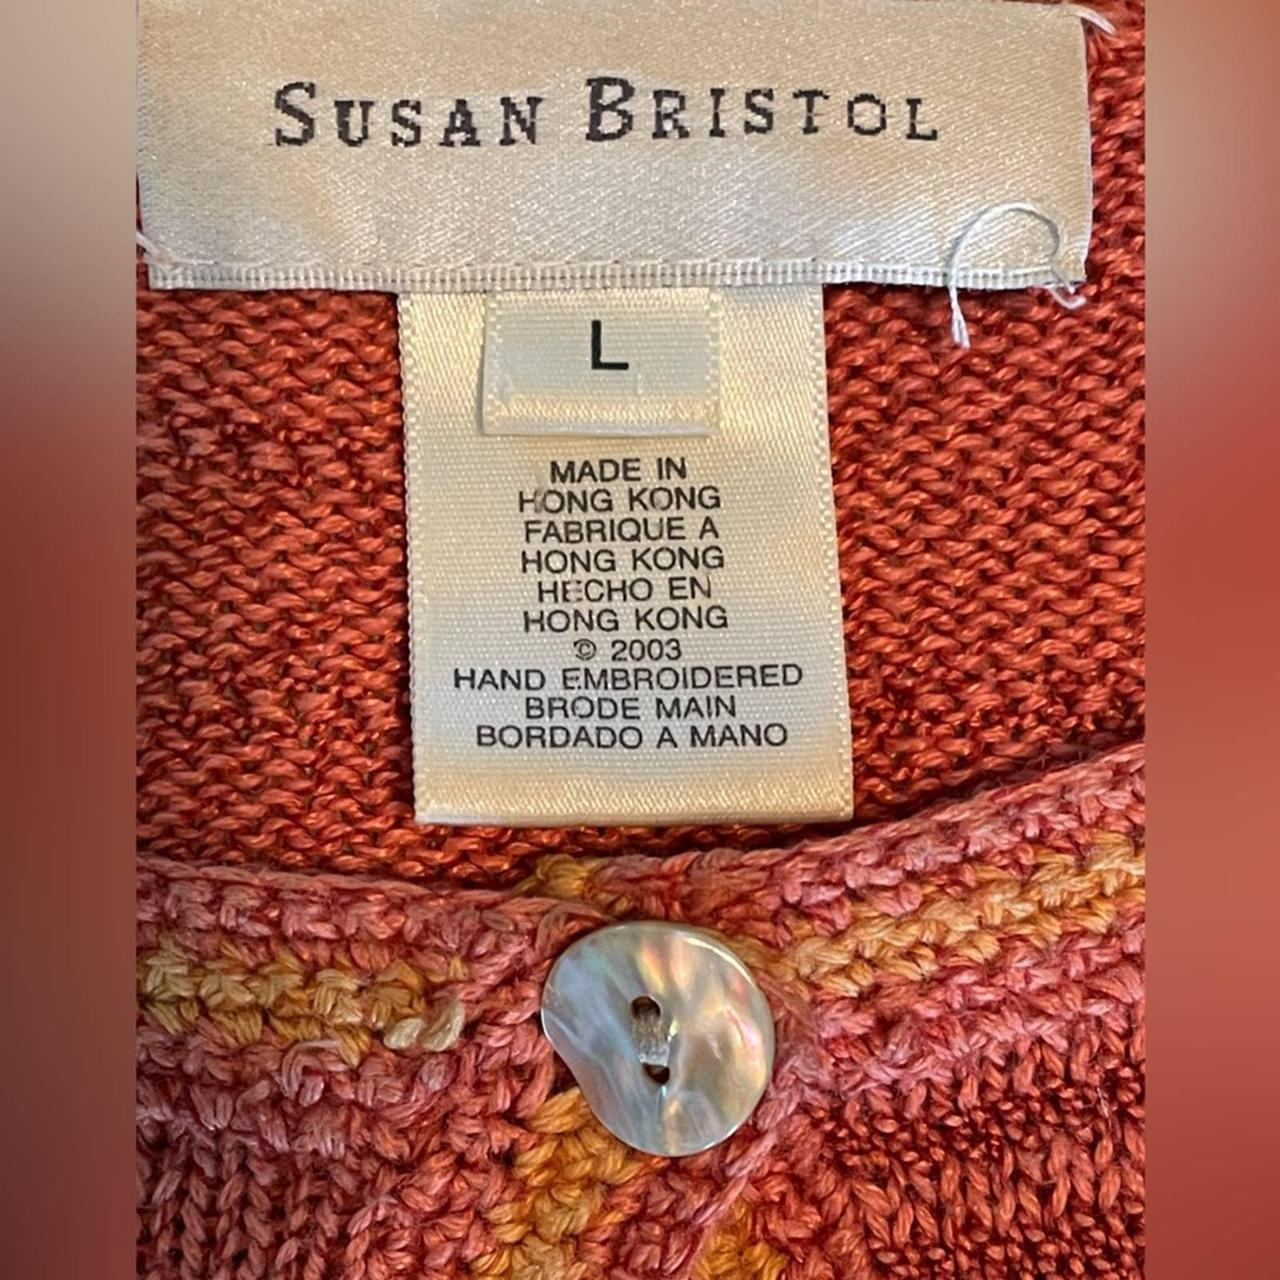 SUSAN BRISTOL
L
MADE IN
HONG KONG
FABRIQUE A
HONG KONG
HECHO EN
HONG KONG
© 2003
HAND EMBROIDERED
BRODE MAIN
BORDADO A MANO